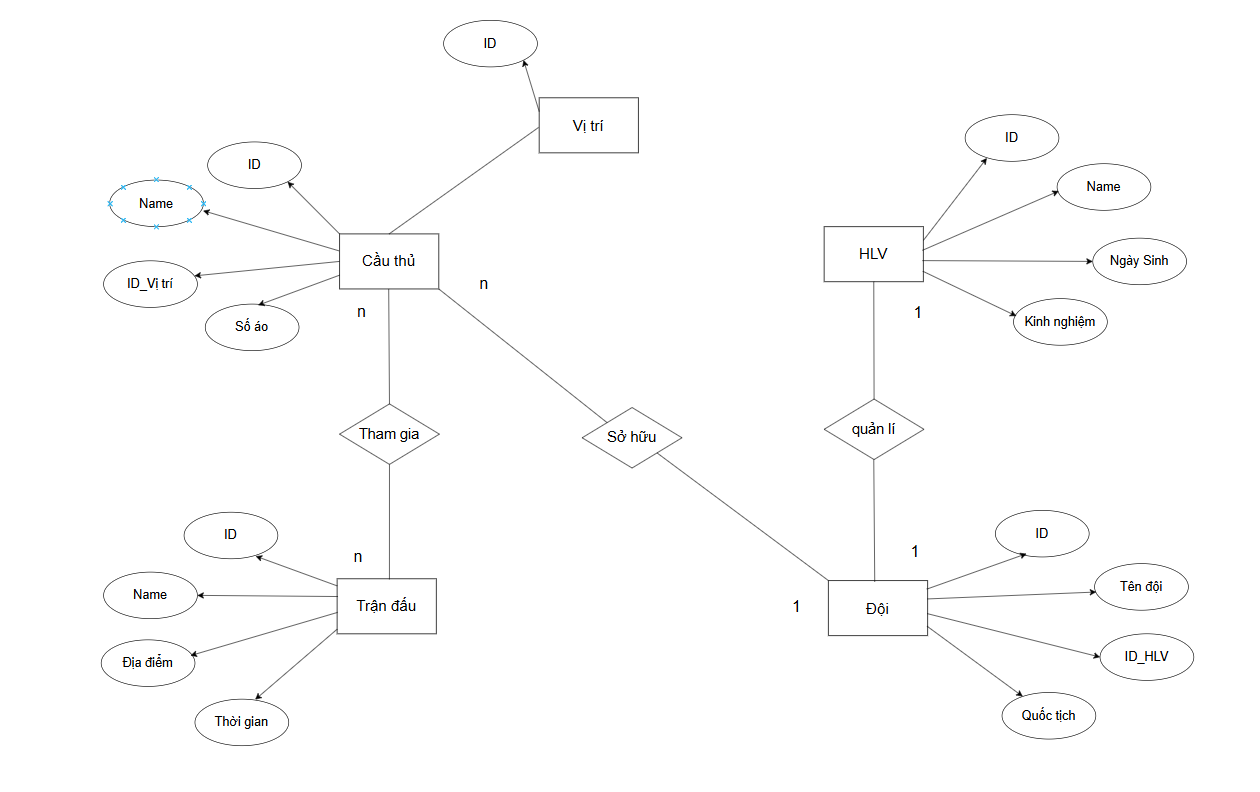 ID
Vị trí
ID
Name
Cầu thủ
ID_Vị trí
Số áo
n
n
ID
Name
HLV
Ngày Sinh
Kinh nghiệm
1
Tham gia
Sở hữu
quản lí
ID
n
Name
Trận đấu
Địa điểm
Thời gian
ID
1
Tên đội
1
Đội
ID_HLV
Quốc tịch